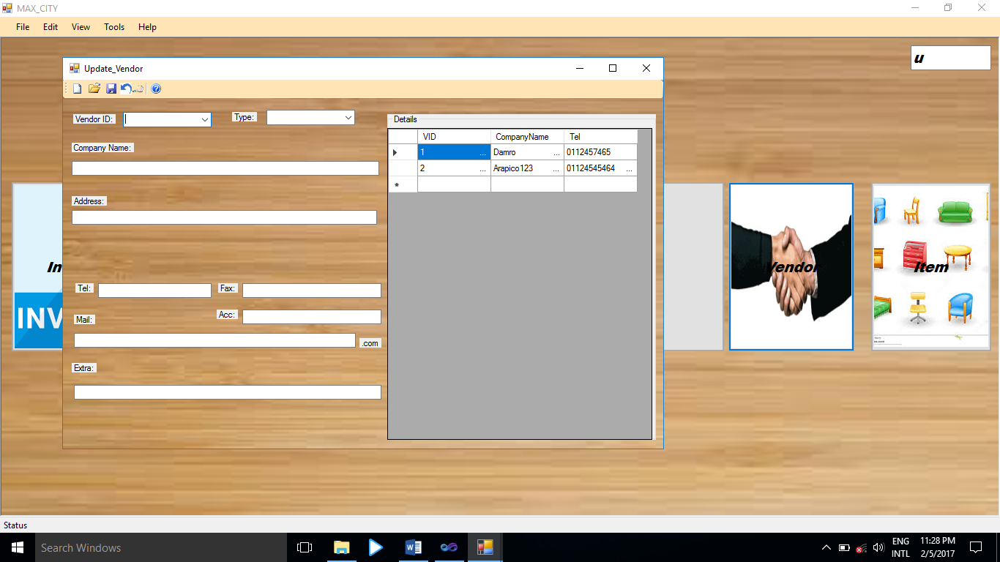 MAX_CITY
File Edit View Tools Help
u
Update_Vendor
Vendor ID: Type:
Company Name:
Address:
Tel: Fax:
Mail: Acc:
.com
Extra:
Details
VID CompanyName Tel
1 ... Damro ... 0112457465
2 ... Arapico123 ... 01124545464 ...
*
In
INV
Vendor
Item
Status
Search Windows
ENG
INTL
11:28 PM
2/5/2017